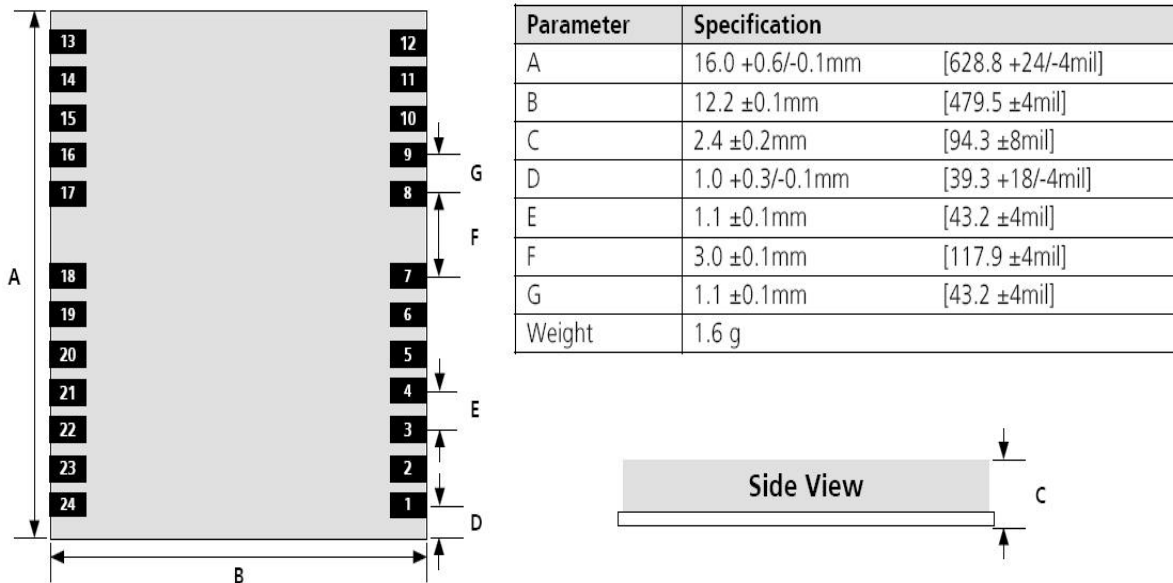 A
B
13
14
15
16
17
18
19
20
21
22
23
24
12
11
10
9
8
7
6
5
4
3
2
1
G
F
E
D
Parameter Specification
A 16.0 +0.6/-0.1mm [628.8 +24/-4mil]
B 12.2 ±0.1mm [479.5 ±4mil]
C 2.4 ±0.2mm [94.3 ±8mil]
D 1.0 +0.3/-0.1mm [39.3 +18/-4mil]
E 1.1 ±0.1mm [43.2 ±4mil]
F 3.0 ±0.1mm [117.9 ±4mil]
G 1.1 ±0.1mm [43.2 ±4mil]
Weight 1.6 g
Side View
C